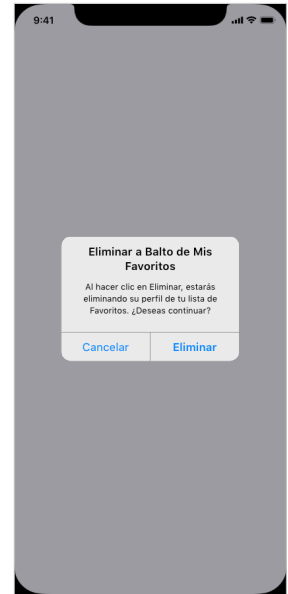 9:41
Eliminar a Balto de Mis
Favoritos
Al hacer clic en Eliminar, estarás
eliminando su perfil de tu lista de
Favoritos. ¿Deseas continuar?
Cancelar
Eliminar